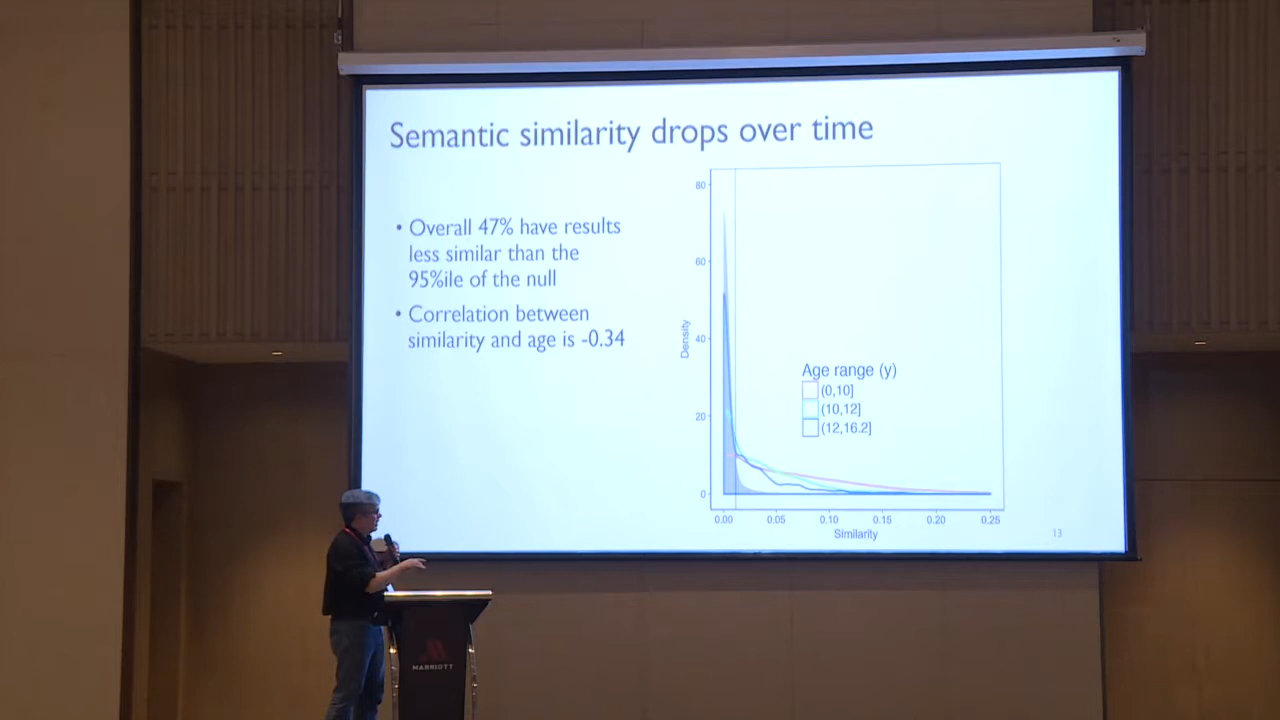 Semantic similarity drops over time
• Overall 47% have results
less similar than the
95%ile of the null
• Correlation between
similarity and age is -0.34
80
60
40
20
0
Density
Age range (y)
(0,10]
(10,12]
(12,16.2]
0.00 0.05 0.10 0.15 0.20 0.25
Similarity
13
MARRIOTT